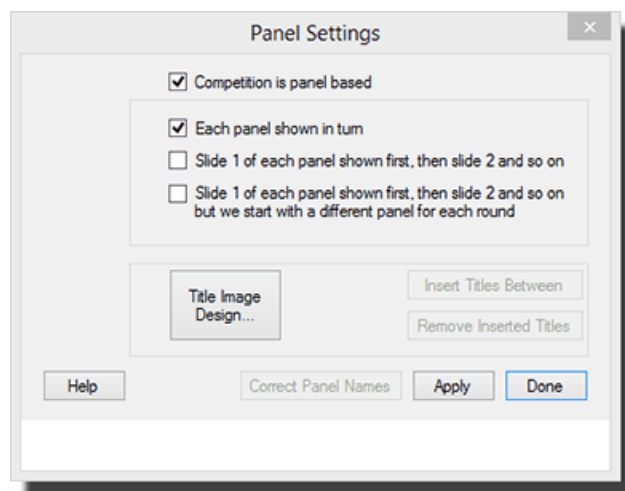 Panel Settings
Competition is panel based
Each panel shown in turn
Slide 1 of each panel shown first, then slide 2 and so on
Slide 1 of each panel shown first, then slide 2 and so on
but we start with a different panel for each round
Title Image
Design...
Insert Titles Between
Remove Inserted Titles
Help
Correct Panel Names
Apply
Done